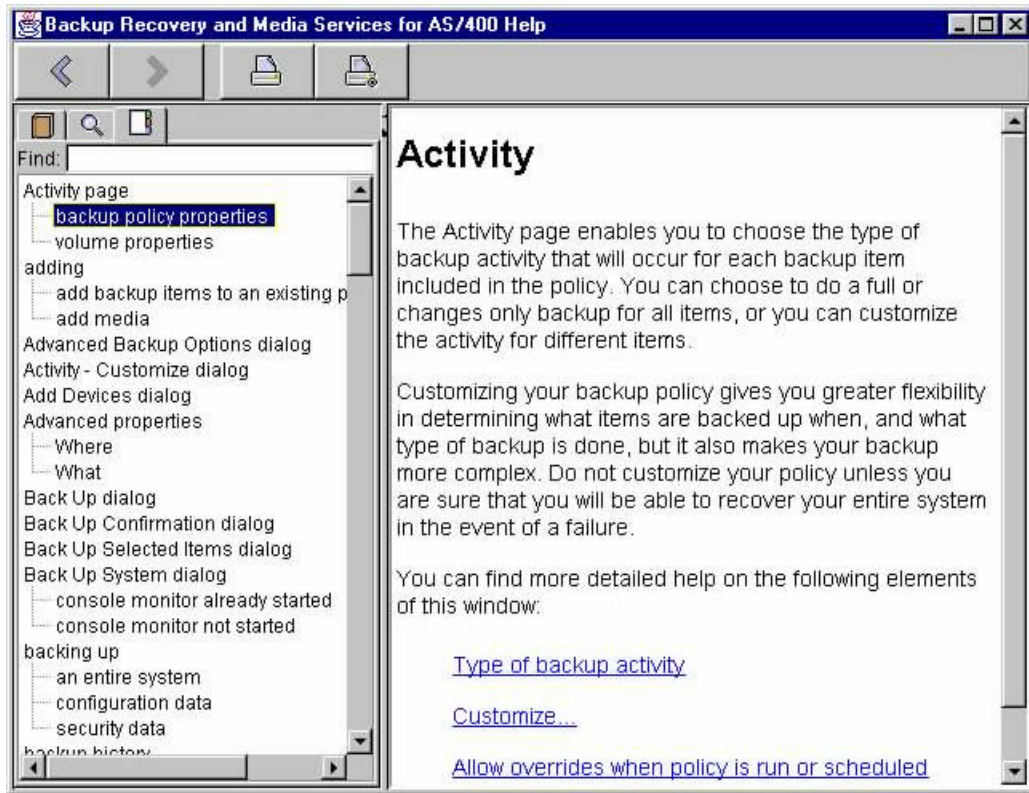 Backup Recovery and Media Services for AS/400 Help
Find:
Activity page
backup policy properties
volume properties
adding
add backup items to an existing p
add media
Advanced Backup Options dialog
Activity - Customize dialog
Add Devices dialog
Advanced properties
Where
What
Back Up dialog
Back Up Confirmation dialog
Back Up Selected Items dialog
Back Up System dialog
console monitor already started
console monitor not started
backing up
an entire system
configuration data
security data
backup history
Activity
The Activity page enables you to choose the type of
backup activity that will occur for each backup item
included in the policy. You can choose to do a full or
changes only backup for all items, or you can customize
the activity for different items.
Customizing your backup policy gives you greater flexibility
in determining what items are backed up when, and what
type of backup is done, but it also makes your backup
more complex. Do not customize your policy unless you
are sure that you will be able to recover your entire system
in the event of a failure.
You can find more detailed help on the following elements
of this window:
Type of backup activity
Customize...
Allow overrides when policy is run or scheduled